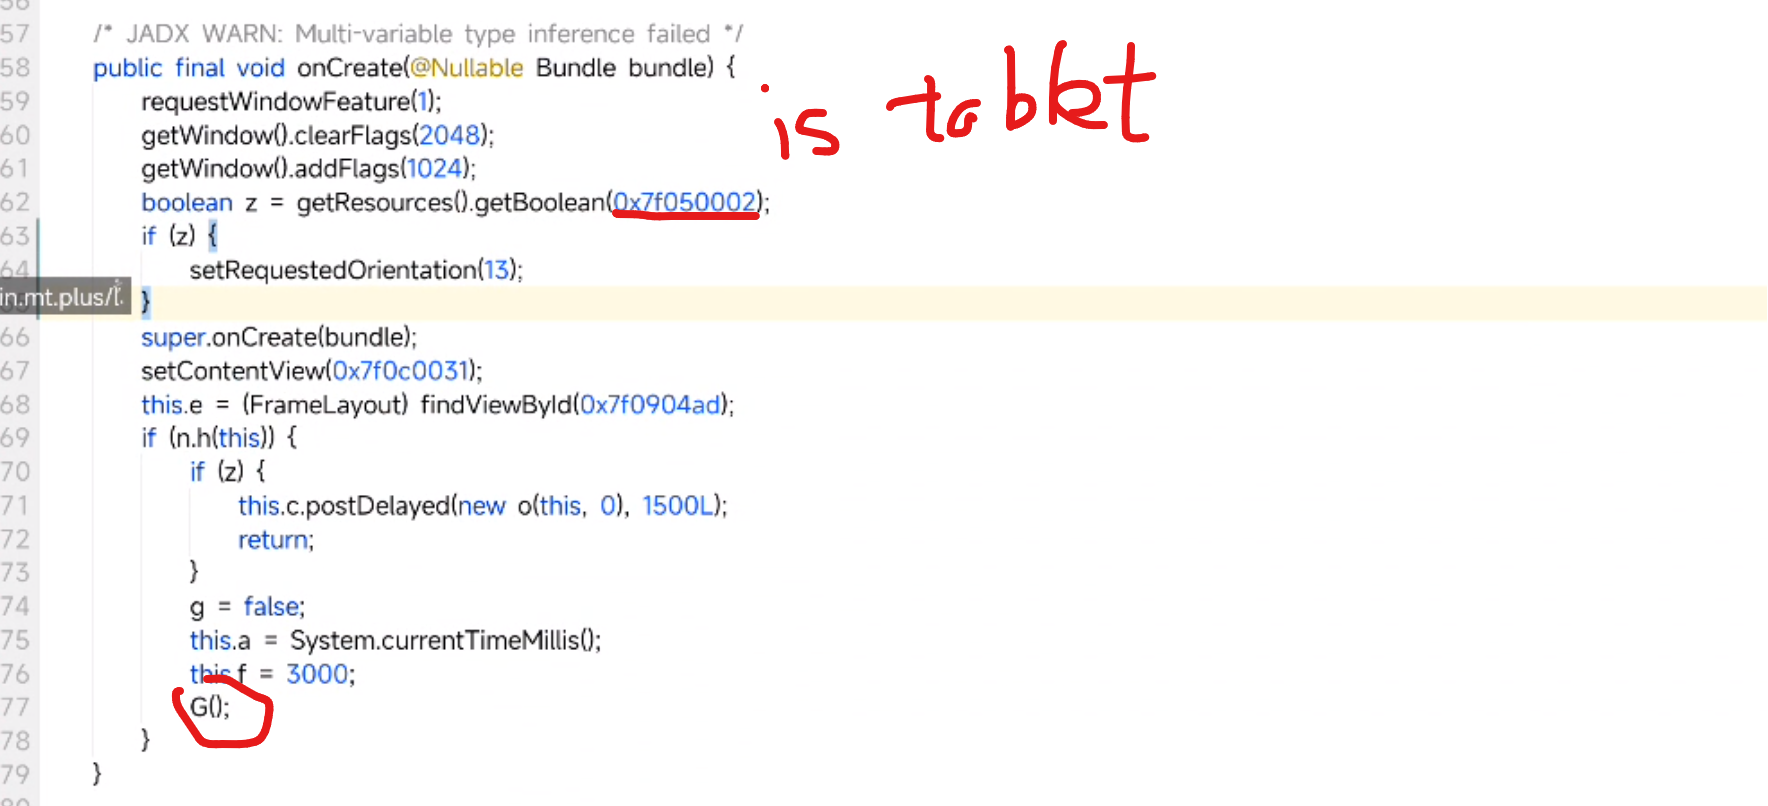 56
57 /* JADX WARN: Multi-variable type inference failed */
58 public final void onCreate(@Nullable Bundle bundle) {
59 requestWindowFeature(1);
60 getWindow().clearFlags(2048);
is tablet
61 getWindow().addFlags(1024);
62 boolean z = getResources().getBoolean(0x7f050002);
63 if (z) {
64 setRequestedOrientation(13);
in.mt.plus/ }
66 super.onCreate(bundle);
67 setContentView(0x7f0c0031);
68 this.e = (FrameLayout) findViewById(0x7f0904ad);
69 if (n.h(this)) {
70 if (z) {
71 this.c.postDelayed(new o(this, 0), 1500L);
72 return;
73 }
74 g = false;
75 this.a = System.currentTimeMillis();
76 this.f = 3000;
77 G();
78 }
79 }
80